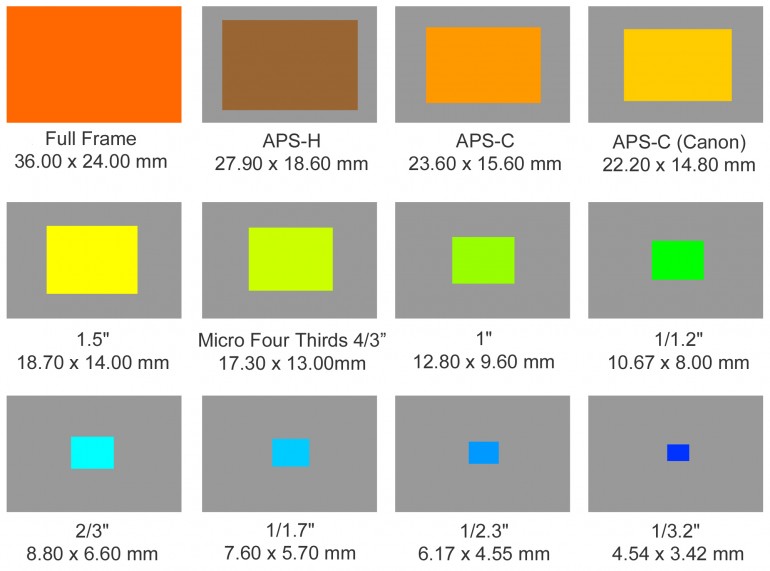 Full Frame
36.00 x 24.00 mm
APS-H
27.90 x 18.60 mm
APS-C
23.60 x 15.60 mm
APS-C (Canon)
22.20 x 14.80 mm
1.5"
18.70 x 14.00 mm
Micro Four Thirds 4/3”
17.30 x 13.00mm
1"
12.80 x 9.60 mm
1/1.2"
10.67 x 8.00 mm
2/3"
8.80 x 6.60 mm
1/1.7"
7.60 x 5.70 mm
1/2.3"
6.17 x 4.55 mm
1/3.2"
4.54 x 3.42 mm